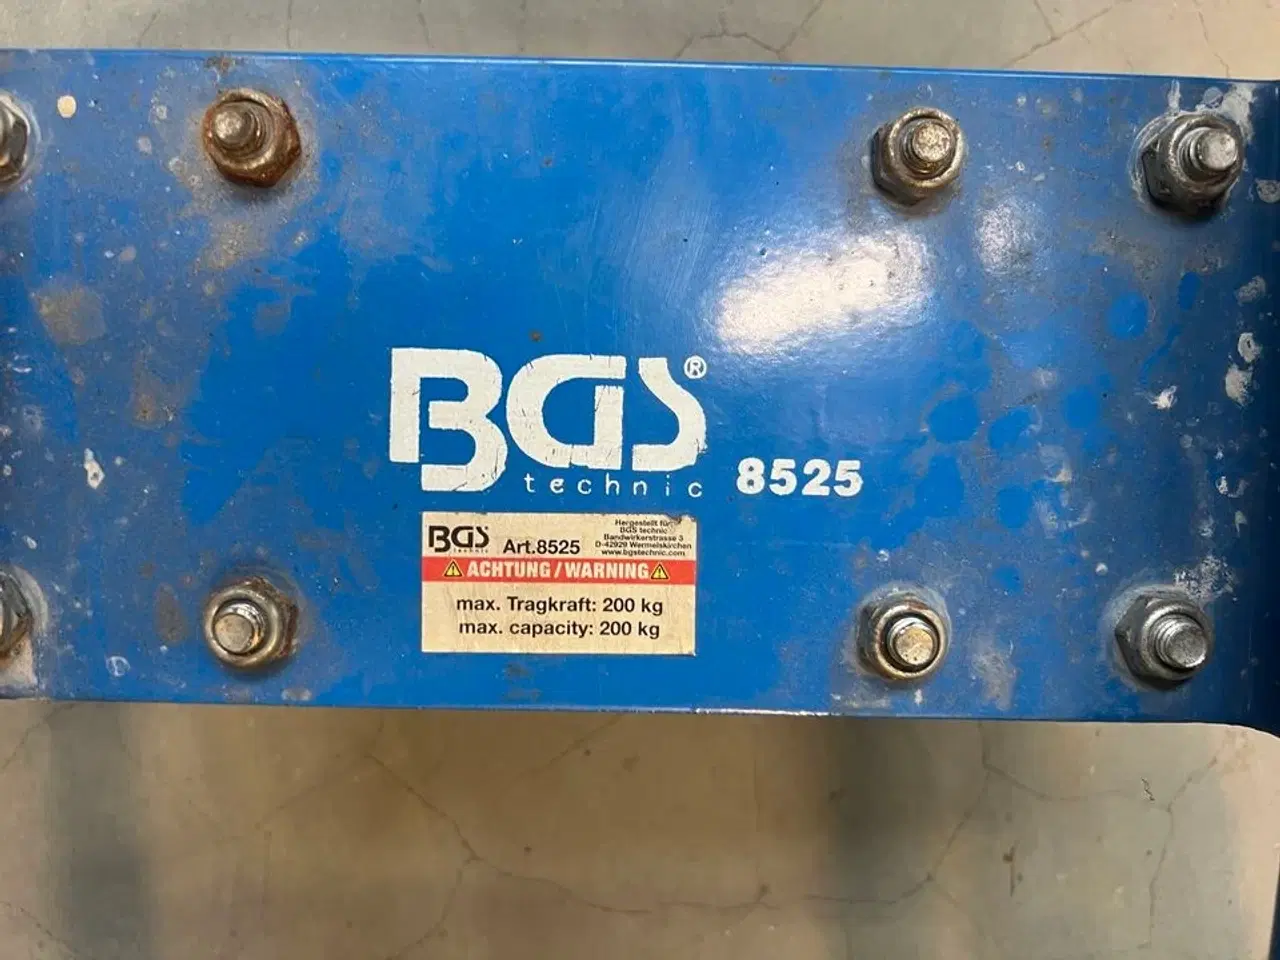 BGS®
technic
8525
BGS
technic
Art.8525
Hergestellt für:
BGS technic
Bandwirkerstrasse 3
D-42929 Wermelskirchen
www.bgstechnic.com
ACHTUNG/WARNING
max. Tragkraft: 200 kg
max. capacity: 200 kg